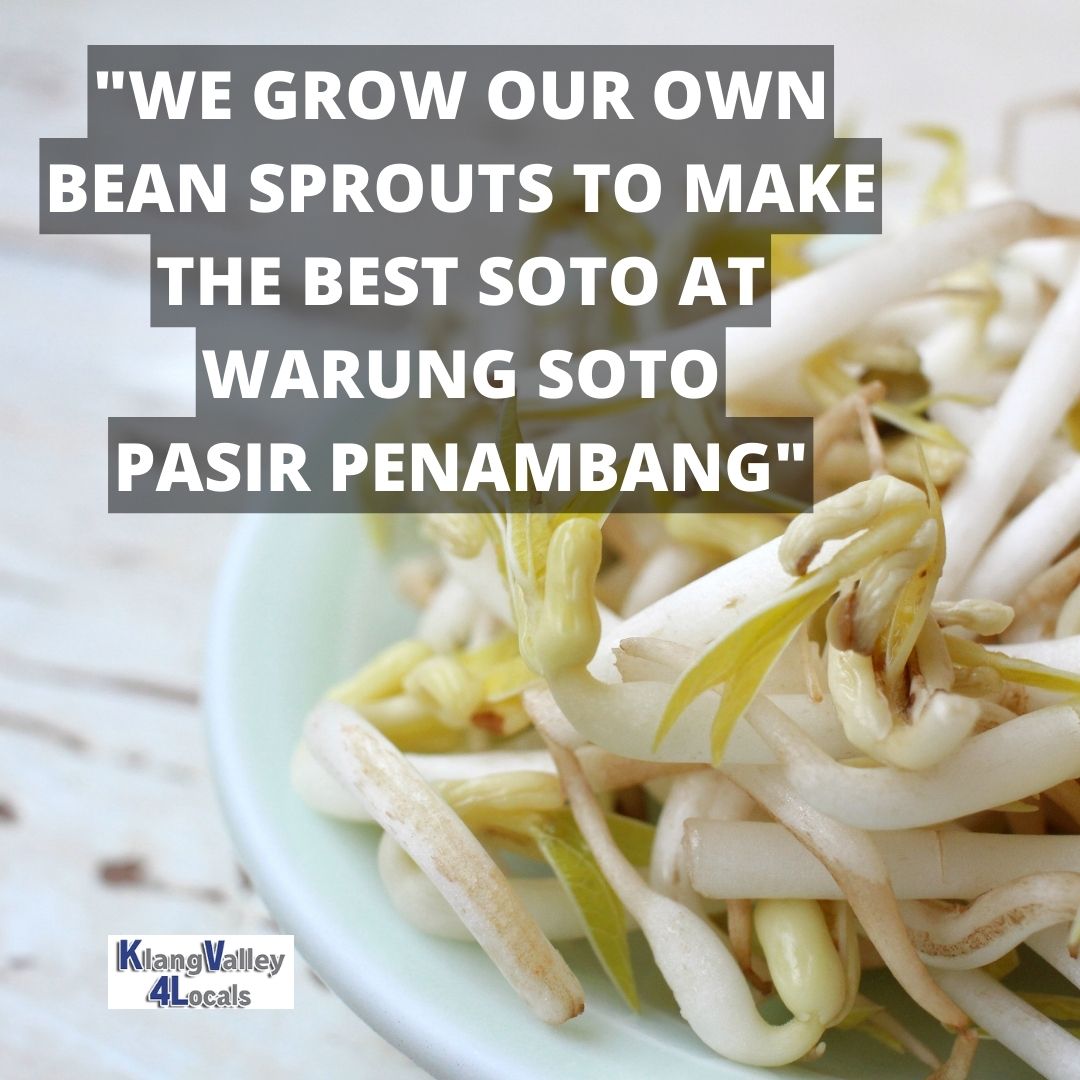 "WE GROW OUR OWN
BEAN SPROUTS TO MAKE
THE BEST SOTO AT
WARUNG SOTO
PASIR PENAMBANG"
KlangValley
4Locals